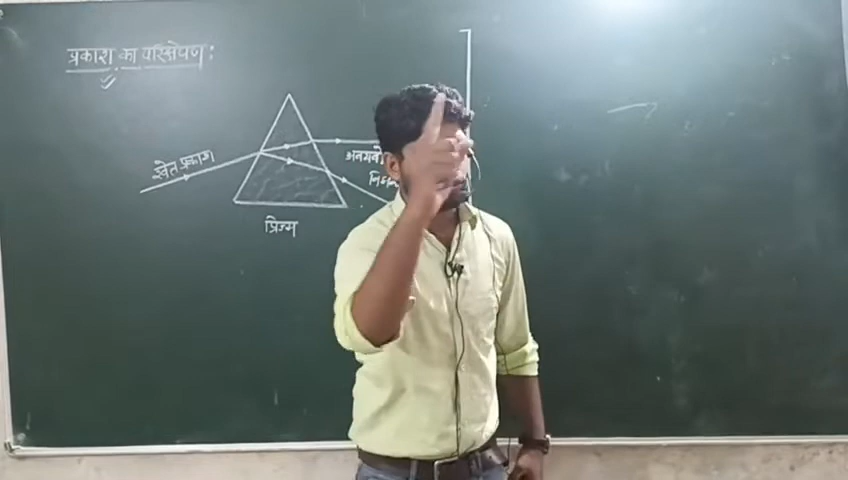 प्रकाश का परिक्षेपण :
श्वेत प्रकाश
प्रिज्म